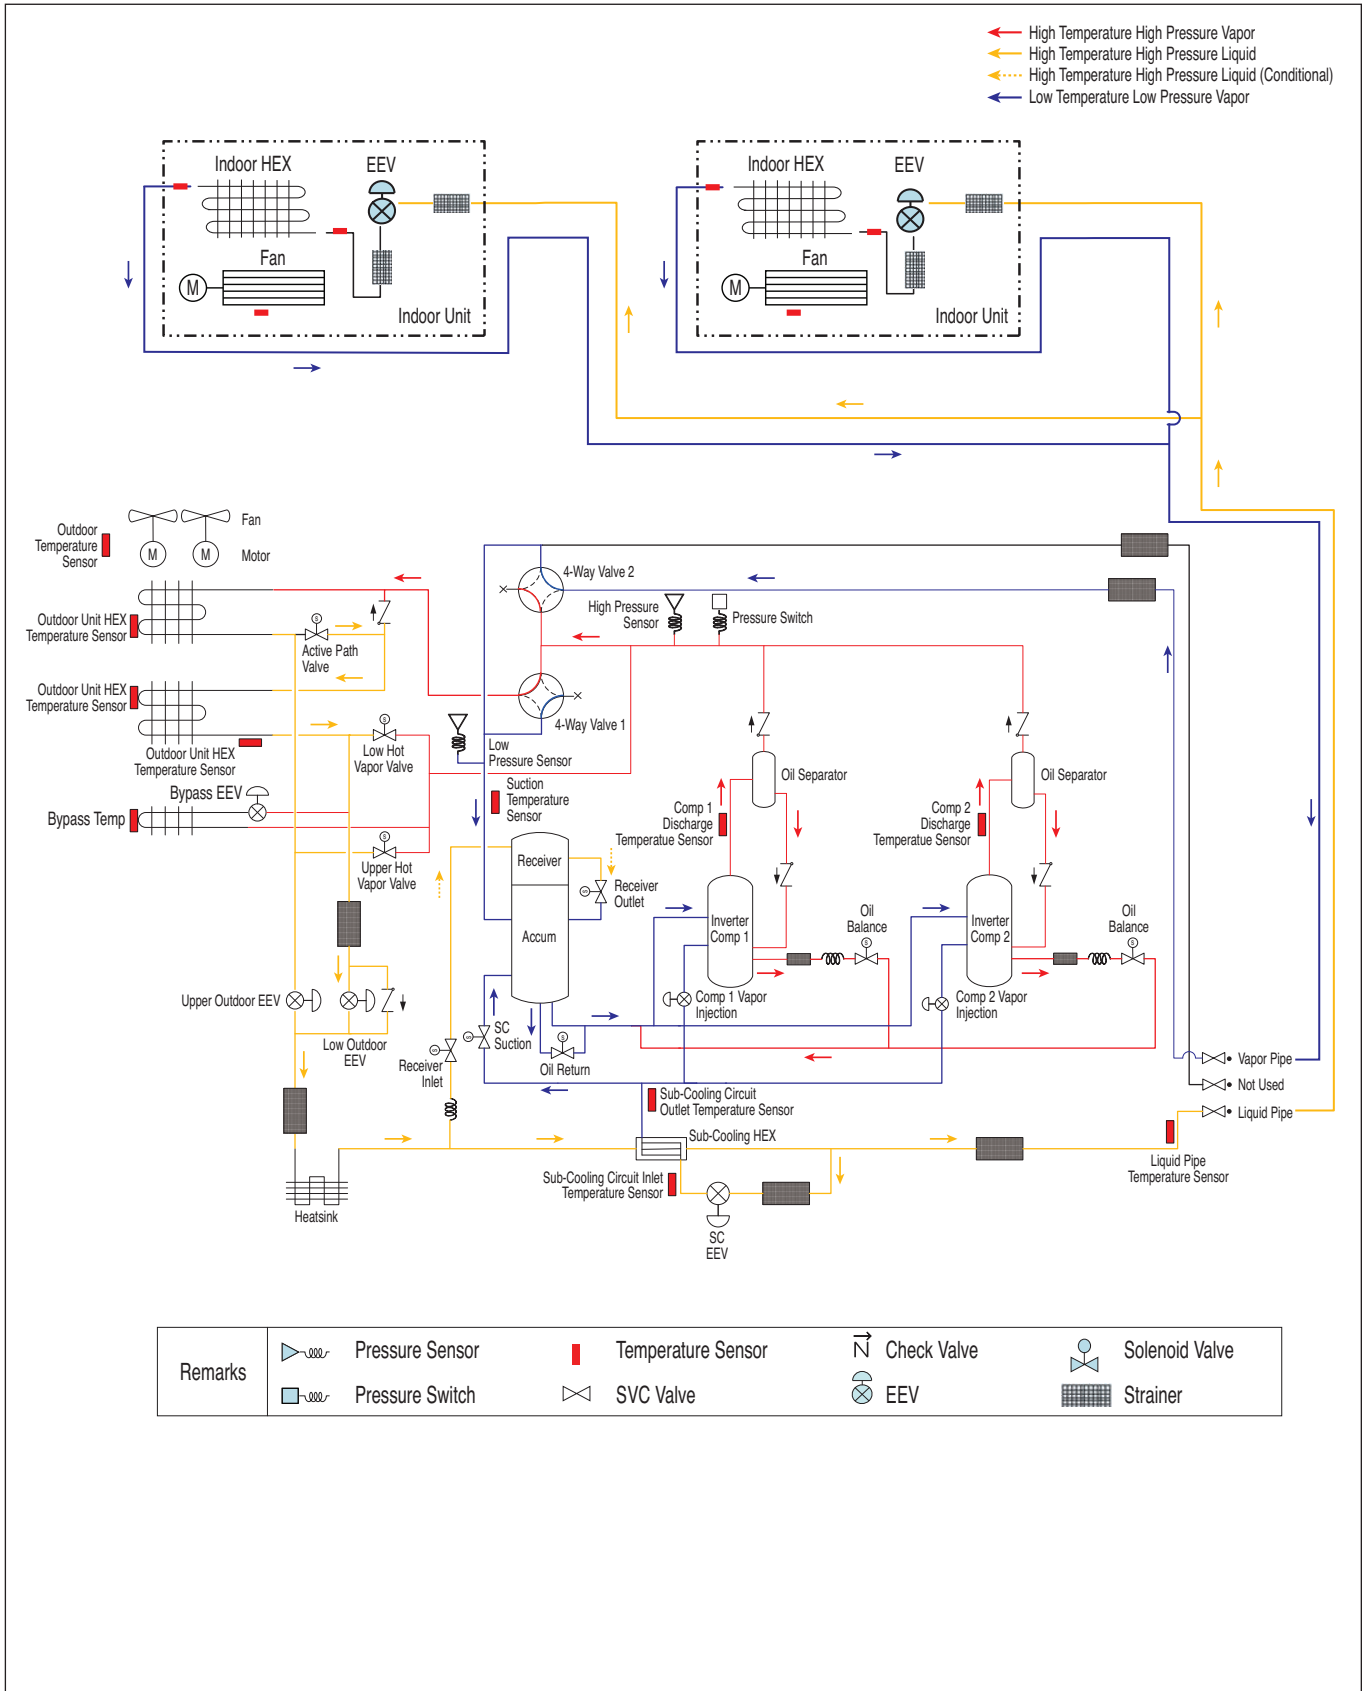 High Temperature High Pressure Vapor
High Temperature High Pressure Liquid
High Temperature High Pressure Liquid (Conditional)
Low Temperature Low Pressure Vapor
Indoor HEX
EEV
Fan
M
Indoor Unit
Indoor HEX
EEV
Fan
M
Indoor Unit
Outdoor
Temperature
Sensor
Fan
M
M
Motor
Outdoor Unit HEX
Temperature Sensor
S
Active Path
Valve
Outdoor Unit HEX
Temperature Sensor
Outdoor Unit HEX
Temperature Sensor
S
Low Hot
Vapor Valve
Bypass EEV
Bypass Temp
S
Upper Hot
Vapor Valve
4-Way Valve 2
High Pressure
Sensor
Pressure Switch
4-Way Valve 1
Low
Pressure Sensor
Suction
Temperature
Sensor
Oil Separator
Oil Separator
Comp 1
Discharge
Temperatue Sensor
Comp 2
Discharge
Temperatue Sensor
Receiver
S
Receiver
Outlet
Accum
Inverter
Comp 1
Oil
Balance
S
Inverter
Comp 2
Oil
Balance
S
Upper Outdoor EEV
Low Outdoor
EEV
Comp 1 Vapor
Injection
Comp 2 Vapor
Injection
S
SC
Suction
S
Oil Return
S
Receiver
Inlet
Vapor Pipe
Not Used
Liquid Pipe
Sub-Cooling Circuit
Outlet Temperature Sensor
Sub-Cooling HEX
Sub-Cooling Circuit Inlet
Temperature Sensor
Liquid Pipe
Temperature Sensor
Heatsink
SC
EEV
Remarks
Pressure Sensor
Temperature Sensor
Check Valve
Solenoid Valve
Pressure Switch
SVC Valve
EEV
Strainer